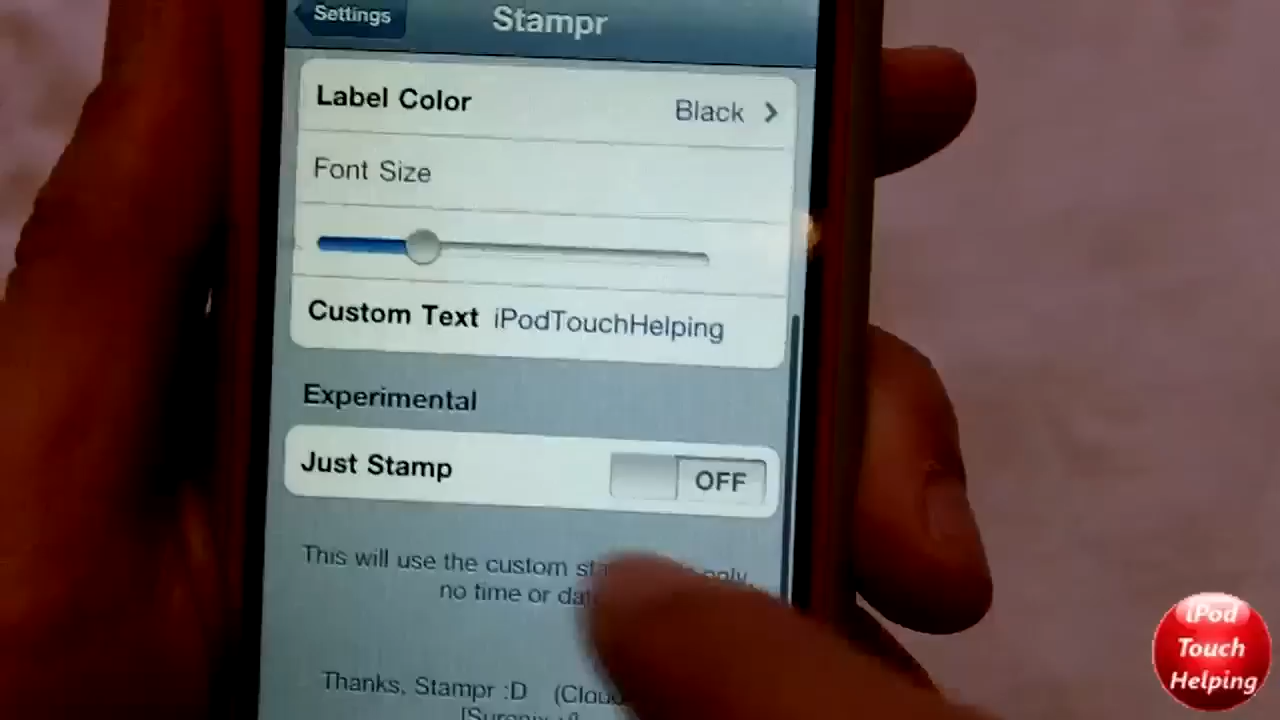 Settings
Stampr
Label Color Black
Font Size
Custom Text iPodTouchHelping
Experimental
Just Stamp OFF
This will use the custom only,
no time or
Thanks, Stampr :D
iPod
Touch
Helping